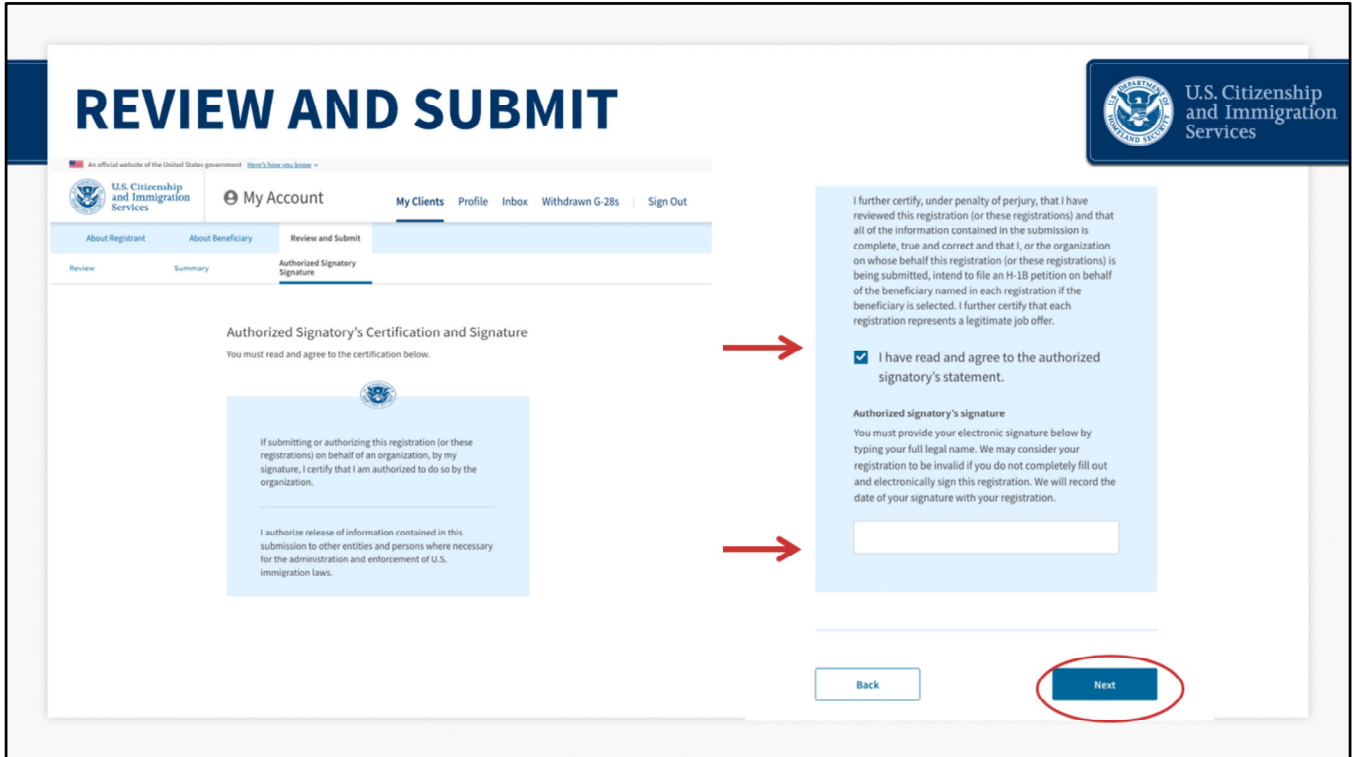 REVIEW AND SUBMIT
U.S. Citizenship
and Immigration
Services
U.S. DEPARTMENT OF HOMELAND SECURITY
An official website of the United States government Here's how you know
U.S. Citizenship
and Immigration
Services
My Account
My Clients Profile Inbox Withdrawn G-28s Sign Out
About Registrant About Beneficiary Review and Submit
Review Summary Authorized Signatory
Signature
Authorized Signatory's Certification and Signature
You must read and agree to the certification below.
If submitting or authorizing this registration (or these
registrations) on behalf of an organization, by my
signature, I certify that I am authorized to do so by the
organization.
I authorize release of information contained in this
submission to other entities and persons where necessary
for the administration and enforcement of U.S.
immigration laws.
I further certify, under penalty of perjury, that I have
reviewed this registration (or these registrations) and that
all of the information contained in the submission is
complete, true and correct and that I, or the organization
on whose behalf this registration (or these registrations) is
being submitted, intend to file an H-1B petition on behalf
of the beneficiary named in each registration if the
beneficiary is selected. I further certify that each
registration represents a legitimate job offer.
I have read and agree to the authorized
signatory's statement.
Authorized signatory's signature
You must provide your electronic signature below by
typing your full legal name. We may consider your
registration to be invalid if you do not completely fill out
and electronically sign this registration. We will record the
date of your signature with your registration.
Back Next